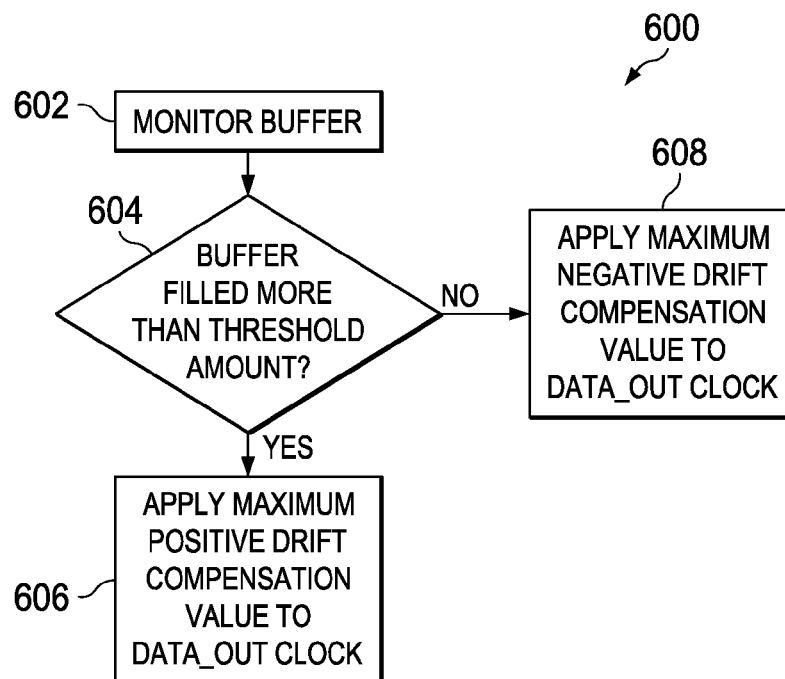 600
602
MONITOR BUFFER
604
BUFFER
FILLED MORE
THAN THRESHOLD
AMOUNT?
NO
608
APPLY MAXIMUM
NEGATIVE DRIFT
COMPENSATION
VALUE TO
DATA_OUT CLOCK
YES
606
APPLY MAXIMUM
POSITIVE DRIFT
COMPENSATION
VALUE TO
DATA_OUT CLOCK